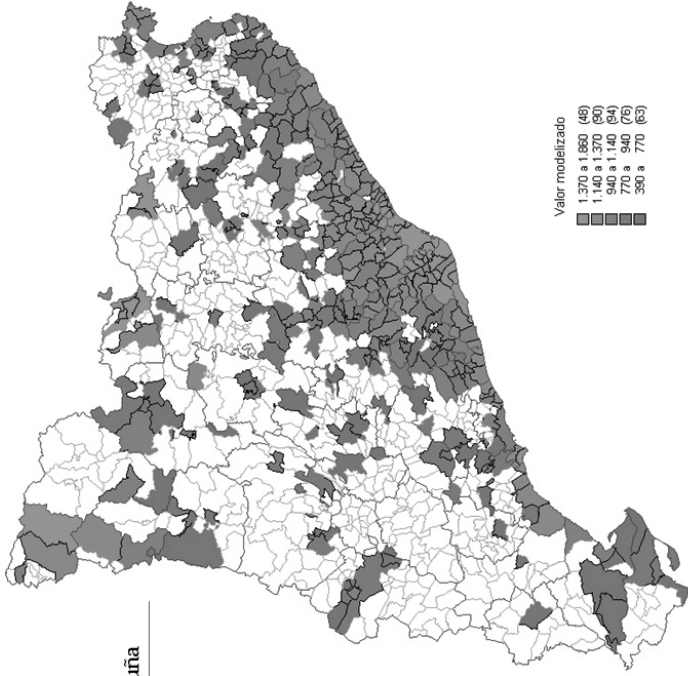 uña
Valor modelizado
1.370 a 1.860 (48)
1.140 a 1.370 (90)
940 a 1.140 (94)
770 a 940 (76)
390 a 770 (63)